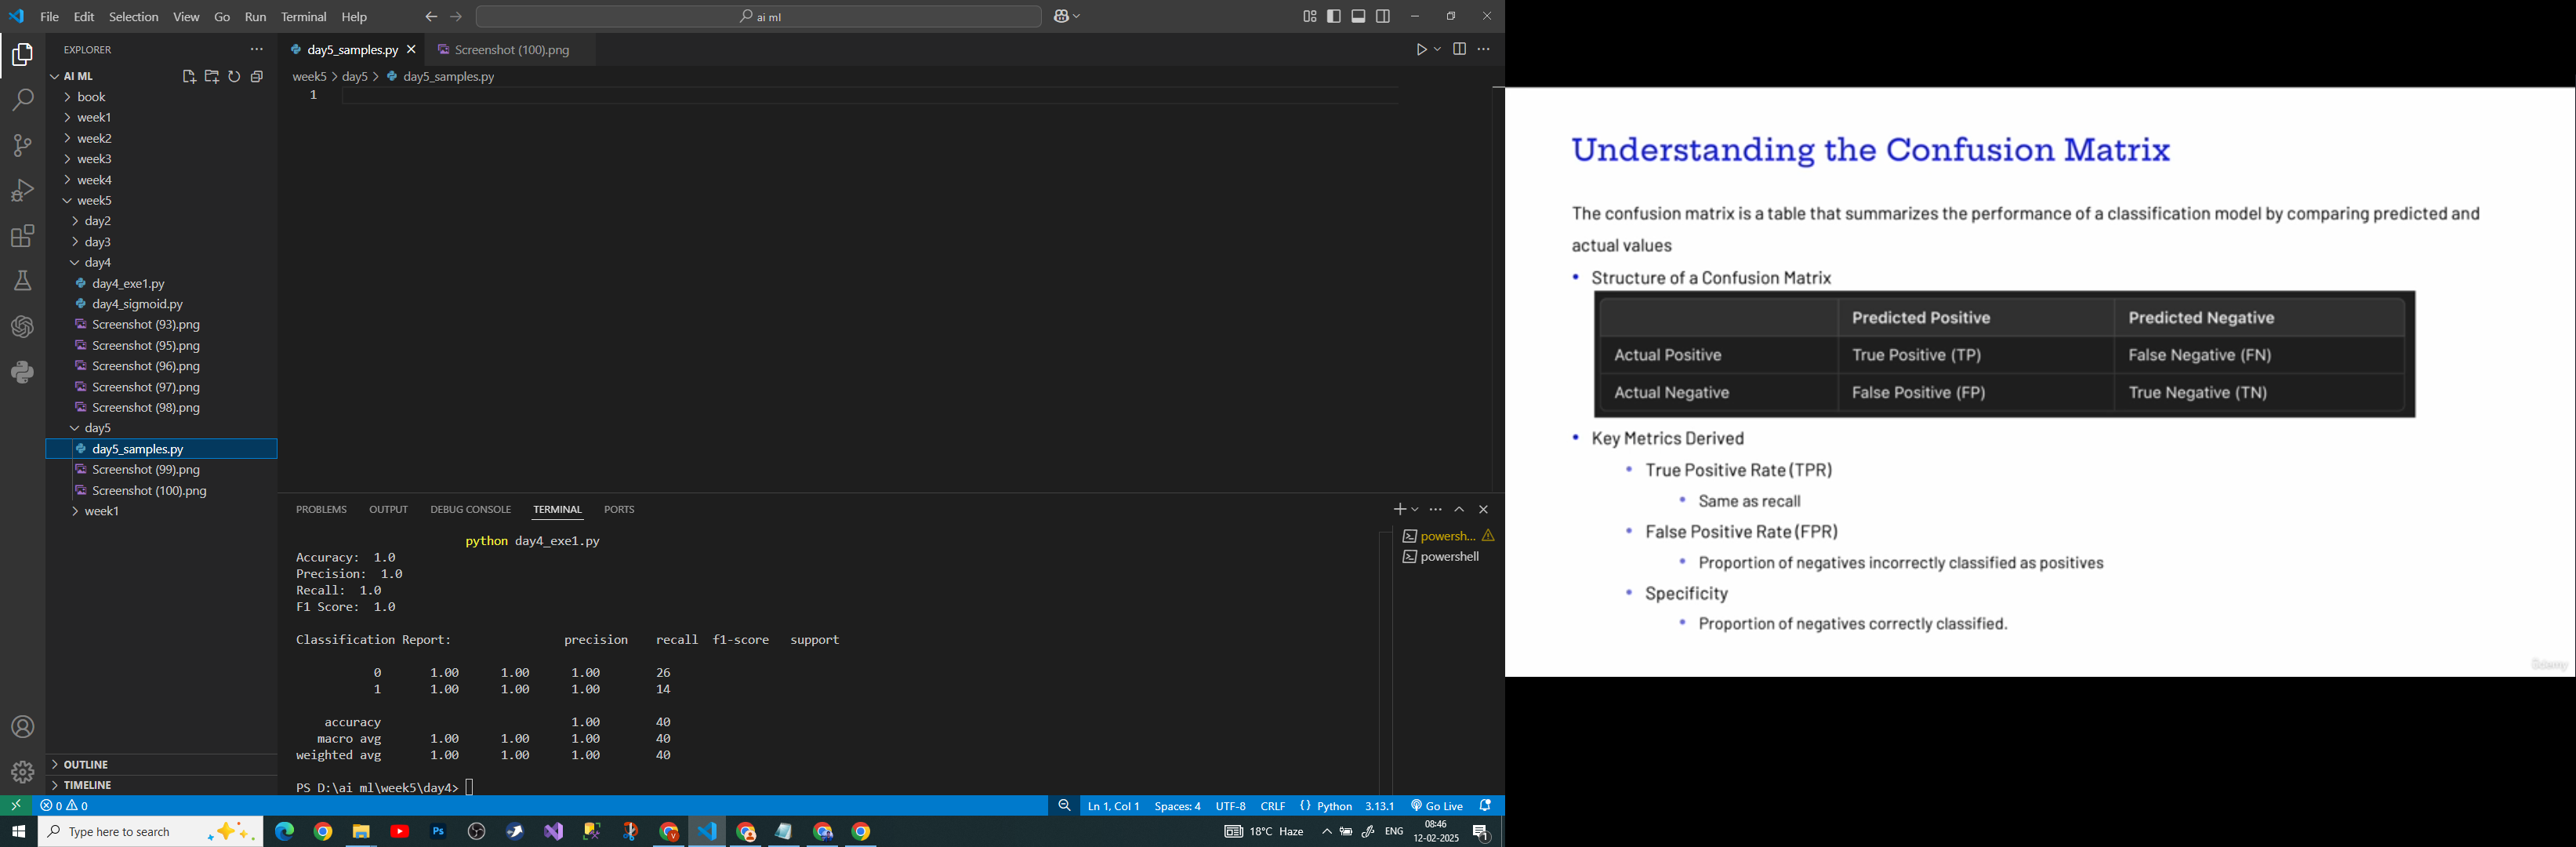 File Edit Selection View Go Run Terminal Help
ai ml
EXPLORER
AI ML
book
week1
week2
week3
week4
week5
day2
day3
day4
day4_exe1.py
day4_sigmoid.py
Screenshot (93).png
Screenshot (95).png
Screenshot (96).png
Screenshot (97).png
Screenshot (98).png
day5
day5_samples.py
Screenshot (99).png
Screenshot (100).png
week1
OUTLINE
TIMELINE
day5_samples.py
Screenshot (100).png
week5 > day5 > day5_samples.py
1
PROBLEMS OUTPUT DEBUG CONSOLE TERMINAL PORTS
powersh...
powershell
python day4_exe1.py
Accuracy: 1.0
Precision: 1.0
Recall: 1.0
F1 Score: 1.0
Classification Report: precision recall f1-score support
0 1.00 1.00 1.00 26
1 1.00 1.00 1.00 14
accuracy 1.00 40
macro avg 1.00 1.00 1.00 40
weighted avg 1.00 1.00 1.00 40
PS D:\ai ml\week5\day4>
0 0 Ln 1, Col 1 Spaces: 4 UTF-8 CRLF {} Python 3.13.1 Go Live
Type here to search
Ps
V
18°C Haze
ENG
08:46
12-02-2025
1
Understanding the Confusion Matrix
The confusion matrix is a table that summarizes the performance of a classification model by comparing predicted and
actual values
• Structure of a Confusion Matrix
Predicted Positive Predicted Negative
Actual Positive True Positive (TP) False Negative (FN)
Actual Negative False Positive (FP) True Negative (TN)
• Key Metrics Derived
• True Positive Rate (TPR)
• Same as recall
• False Positive Rate (FPR)
• Proportion of negatives incorrectly classified as positives
• Specificity
• Proportion of negatives correctly classified.
Udemy